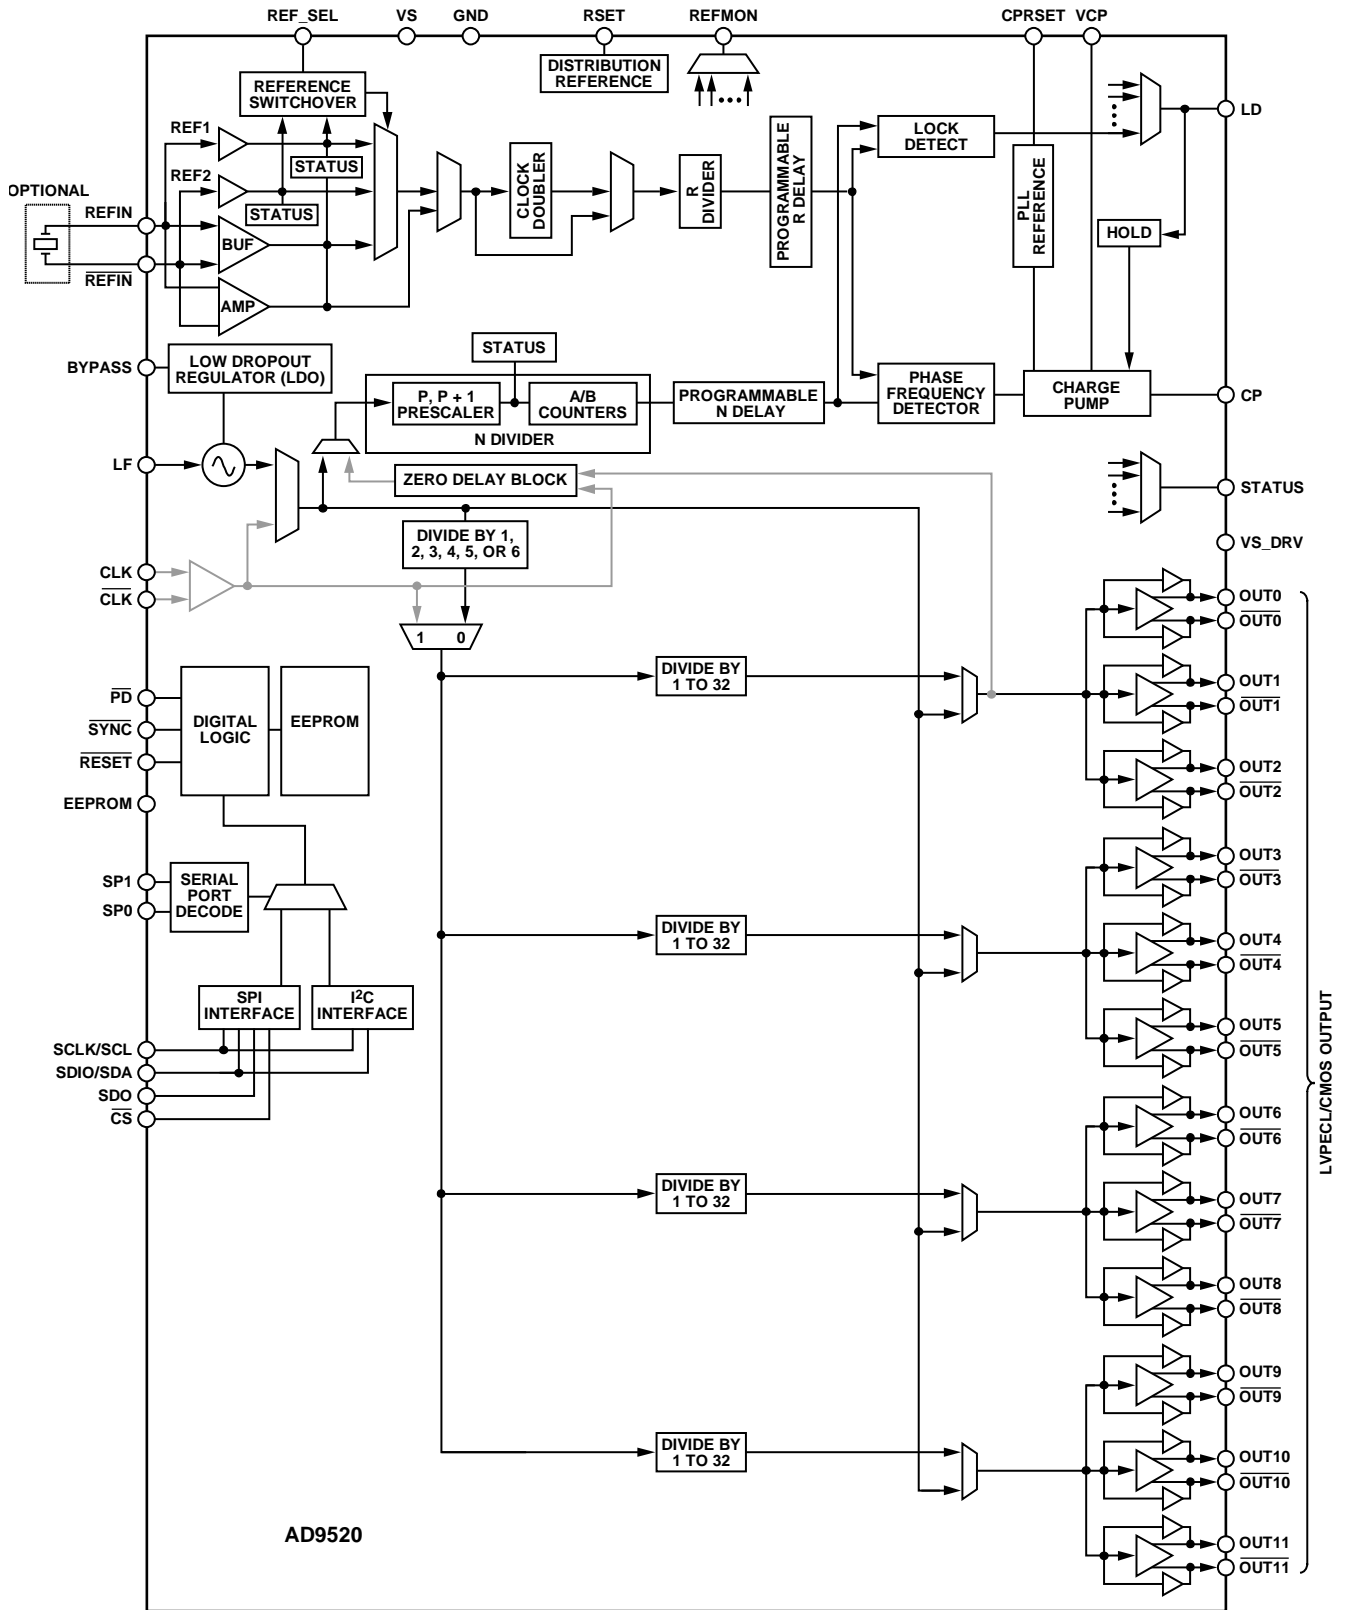 REF_SEL VS GND RSET REFMON CPRSET VCP
DISTRIBUTION
REFERENCE
REFERENCE
SWITCHOVER
REF1
STATUS
REF2
STATUS
OPTIONAL
REFIN
REFIN
BUF
AMP
CLOCK
DOUBLER
R
DIVIDER
PROGRAMMABLE
R DELAY
LOCK
DETECT
PLL
REFERENCE
HOLD
LD
BYPASS
LOW DROPOUT
REGULATOR (LDO)
STATUS
P, P + 1
PRESCALER
A/B
COUNTERS
N DIVIDER
PROGRAMMABLE
N DELAY
PHASE
FREQUENCY
DETECTOR
CHARGE
PUMP
CP
LF
ZERO DELAY BLOCK
STATUS
DIVIDE BY 1,
2, 3, 4, 5, OR 6
VS_DRV
CLK
CLK
1 0
OUT0
OUT0
DIVIDE BY
1 TO 32
OUT1
OUT1
OUT2
OUT2
PD
SYNC
RESET
EEPROM
DIGITAL
LOGIC
EEPROM
SP1
SP0
SERIAL
PORT
DECODE
OUT3
OUT3
DIVIDE BY
1 TO 32
OUT4
OUT4
OUT5
OUT5
SPI
INTERFACE
I2C
INTERFACE
SCLK/SCL
SDIO/SDA
SDO
CS
LVPECL/CMOS OUTPUT
OUT6
OUT6
DIVIDE BY
1 TO 32
OUT7
OUT7
OUT8
OUT8
OUT9
OUT9
DIVIDE BY
1 TO 32
OUT10
OUT10
OUT11
OUT11
AD9520